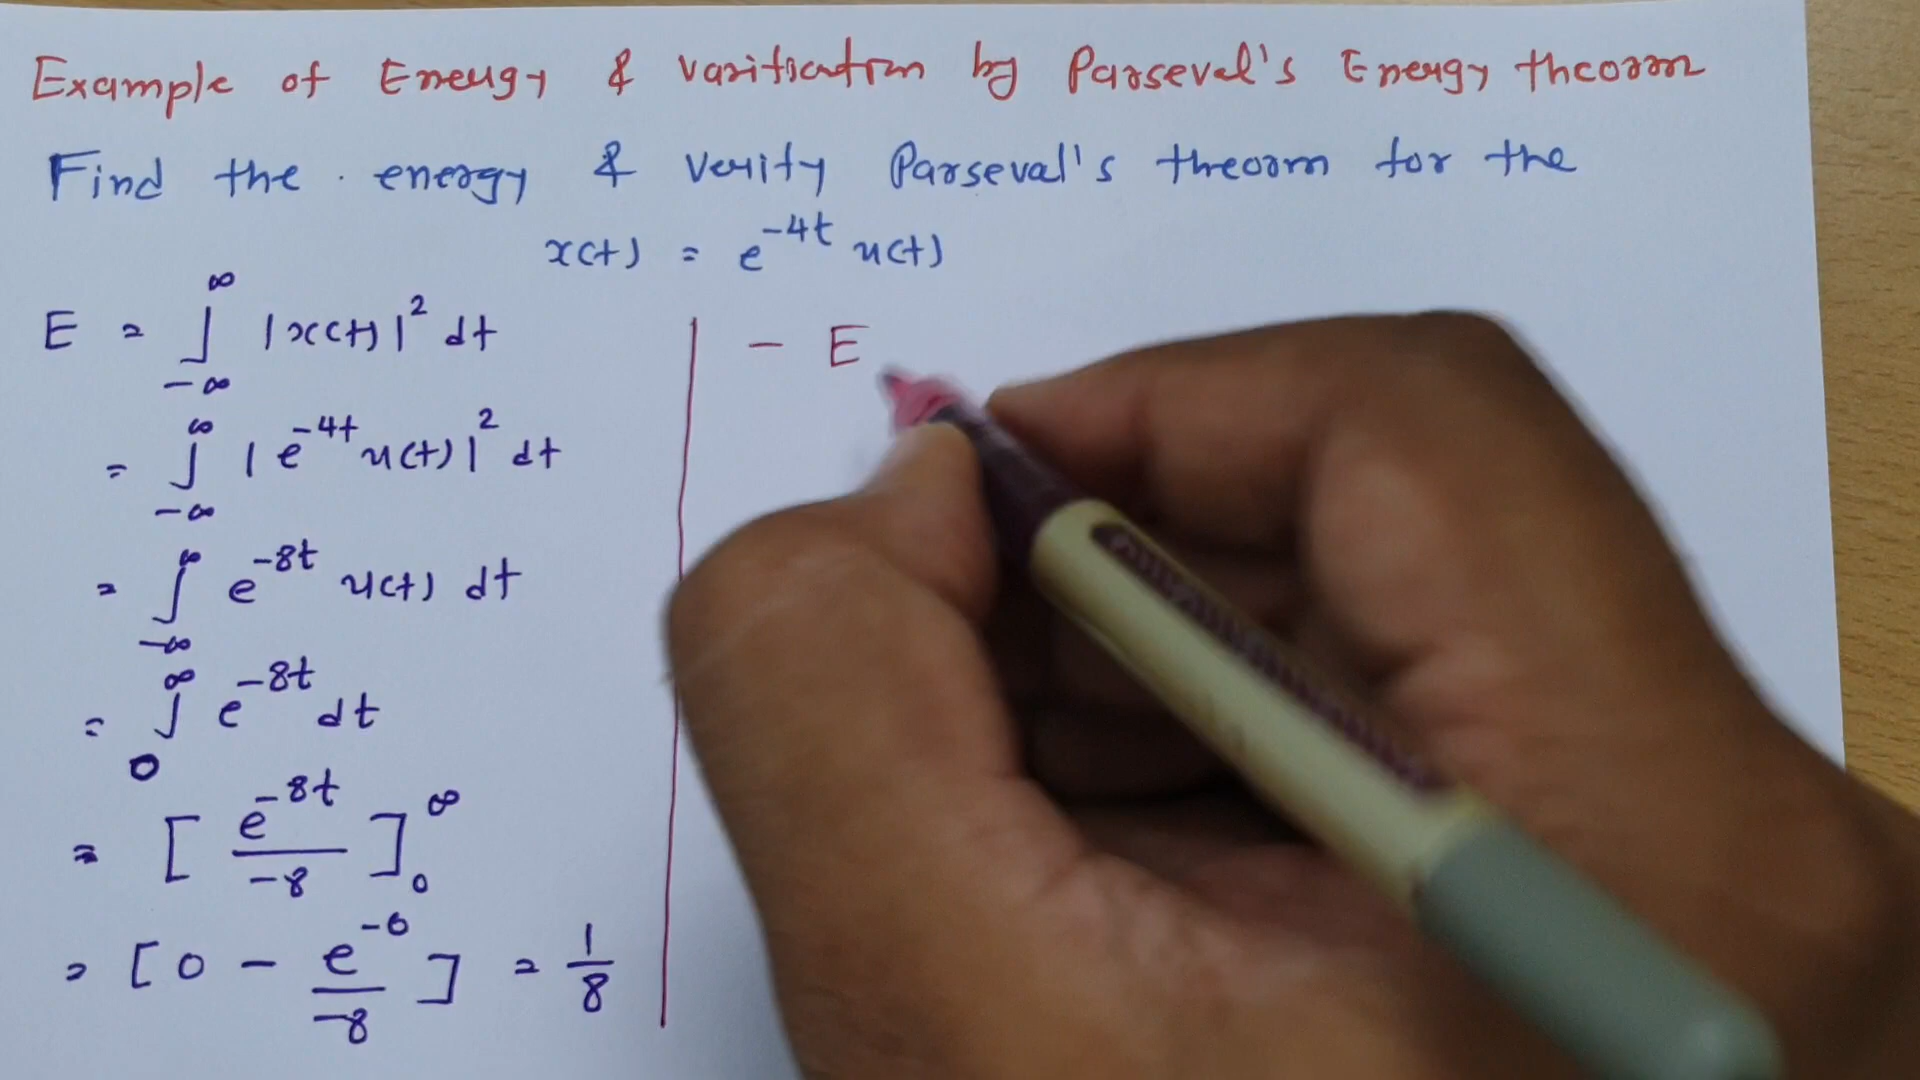 Example of Energy & varification by Parseval's Energy theorem
Find the energy & verify Parseval's theorem for the
x(t) = e^{-4t} u(t)
E = ∫_{-∞}^{∞} |x(t)|^2 dt
= ∫_{-∞}^{∞} |e^{-4t} u(t)|^2 dt
= ∫_{-∞}^{∞} e^{-8t} u(t) dt
= ∫_{0}^{∞} e^{-8t} dt
= [e^{-8t}/-8]_{0}^{∞}
= [0 - e^{-0}/-8] = 1/8
- E